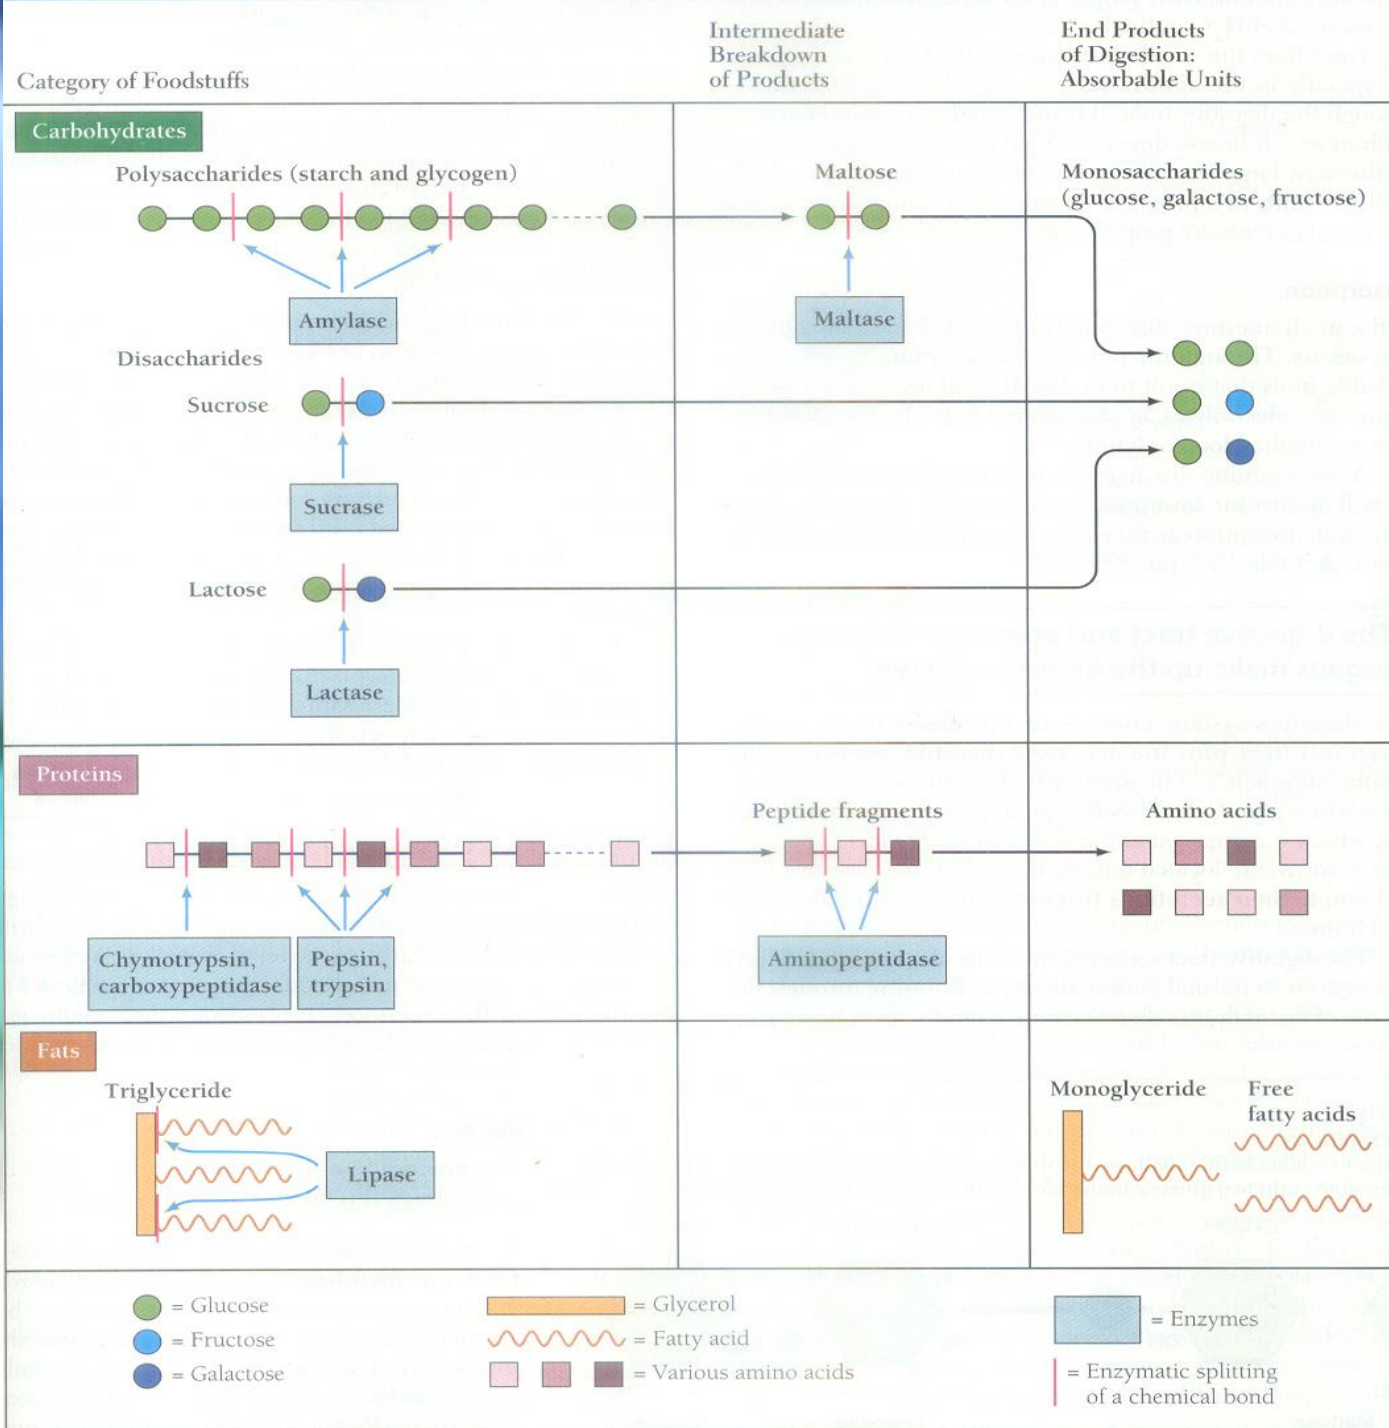 Intermediate
Breakdown
of Products
End Products
of Digestion:
Absorbable Units
Category of Foodstuffs
Carbohydrates
Polysaccharides (starch and glycogen)
Maltose
Monosaccharides
(glucose, galactose, fructose)
Amylase
Maltase
Disaccharides
Sucrose
Sucrase
Lactose
Lactase
Proteins
Peptide fragments
Amino acids
Chymotrypsin,
carboxypeptidase
Pepsin,
trypsin
Aminopeptidase
Fats
Triglyceride
Lipase
Monoglyceride
Free
fatty acids
= Glucose
= Fructose
= Galactose
= Glycerol
= Fatty acid
= Various amino acids
= Enzymes
= Enzymatic splitting
of a chemical bond